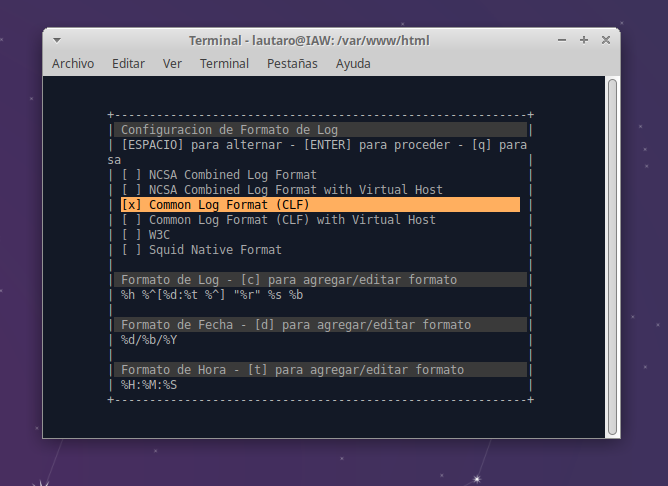 Terminal - lautaro@IAW: /var/www/html
Archivo Editar Ver Terminal Pestañas Ayuda
+-----------------------------------------------------------+
| Configuracion de Formato de Log |
| [ESPACIO] para alternar - [ENTER] para proceder - [q] para
sa |
| [ ] NCSA Combined Log Format |
| [ ] NCSA Combined Log Format with Virtual Host |
| [x] Common Log Format (CLF) |
| [ ] Common Log Format (CLF) with Virtual Host |
| [ ] W3C |
| [ ] Squid Native Format |
| |
| Formato de Log - [c] para agregar/editar formato |
| %h %^[%d:%t %^] "%r" %s %b |
| |
| Formato de Fecha - [d] para agregar/editar formato |
| %d/%b/%Y |
| |
| Formato de Hora - [t] para agregar/editar formato |
| %H:%M:%S |
+-----------------------------------------------------------+